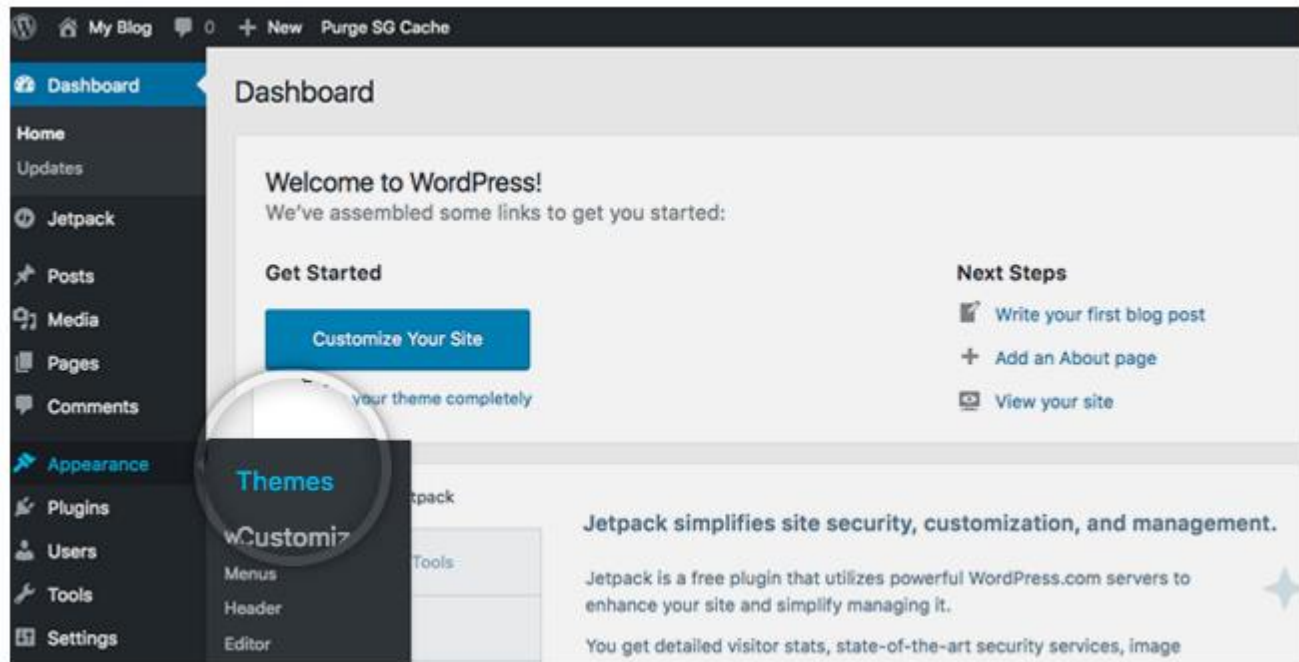 My Blog 0 + New Purge SG Cache
Dashboard
Home
Updates
Jetpack
Posts
Media
Pages
Comments
Appearance
Plugins
Users
Tools
Settings
Themes
Customiz
Menus
Header
Editor
Dashboard
Welcome to WordPress!
We've assembled some links to get you started:
Get Started
Customize Your Site
your theme completely
Next Steps
Write your first blog post
Add an About page
View your site
tpack
Tools
Jetpack simplifies site security, customization, and management.
Jetpack is a free plugin that utilizes powerful WordPress.com servers to
enhance your site and simplify managing it.
You get detailed visitor stats, state-of-the-art security services, image